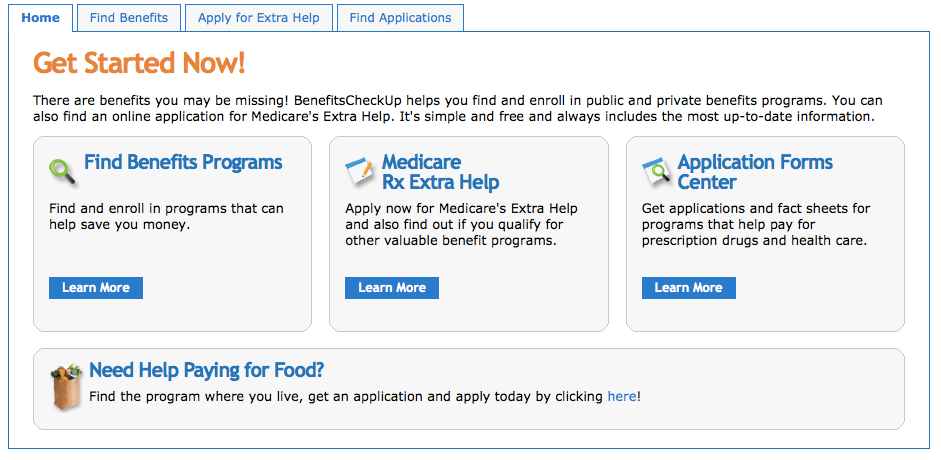 Home
Find Benefits
Apply for Extra Help
Find Applications
Get Started Now!
There are benefits you may be missing! BenefitsCheckUp helps you find and enroll in public and private benefits programs. You can
also find an online application for Medicare's Extra Help. It's simple and free and always includes the most up-to-date information.
Find Benefits Programs
Find and enroll in programs that can
help save you money.
Learn More
Medicare
Rx Extra Help
Apply now for Medicare's Extra Help
and also find out if you qualify for
other valuable benefit programs.
Learn More
Application Forms
Center
Get applications and fact sheets for
programs that help pay for
prescription drugs and health care.
Learn More
Need Help Paying for Food?
Find the program where you live, get an application and apply today by clicking here!